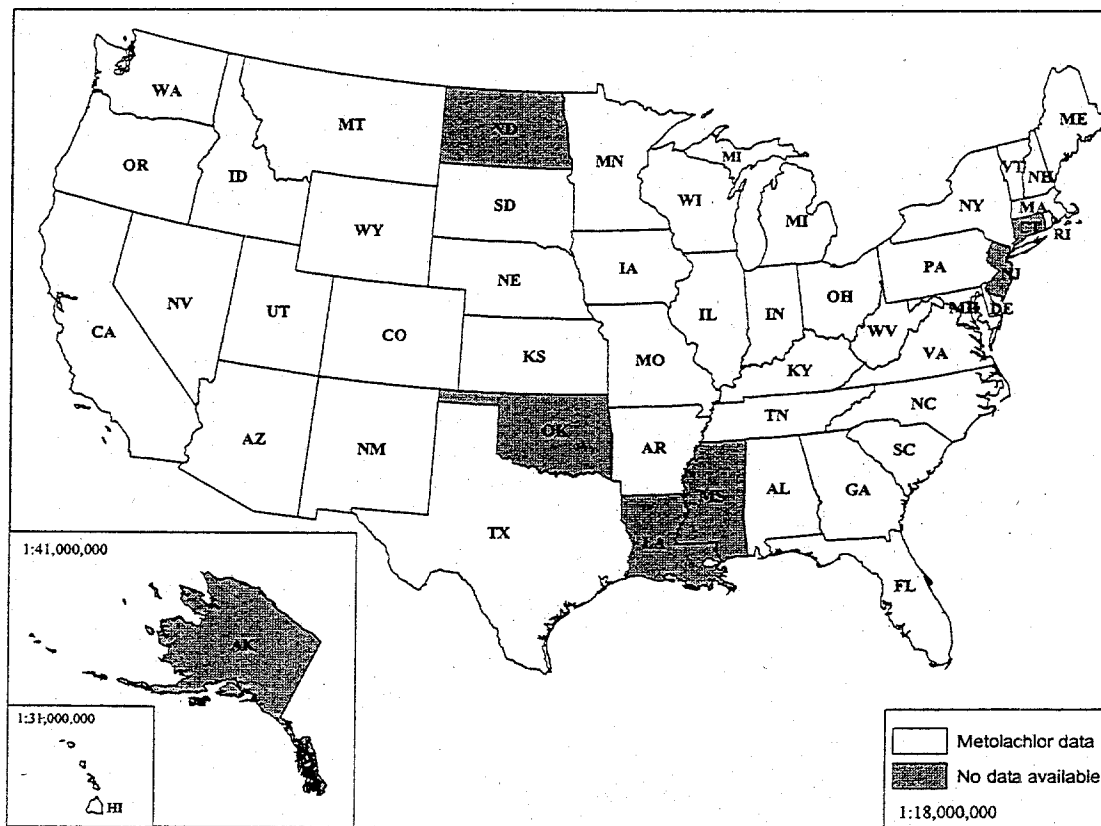 WA
MT
ND
ME
OR
ID
MN
MI
VT
NH
SD
WI
MI
NY
MA
WY
CT
RI
IA
PA
NE
NJ
NV
UT
OH
MD
DE
IL
IN
CA
CO
WV
KS
MO
VA
KY
NC
TN
OK
AZ
NM
AR
SC
MS
AL
GA
TX
LA
FL
1:41,000,000
AK
1:31,000,000
HI
Metolachlor data
No data available
1:18,000,000